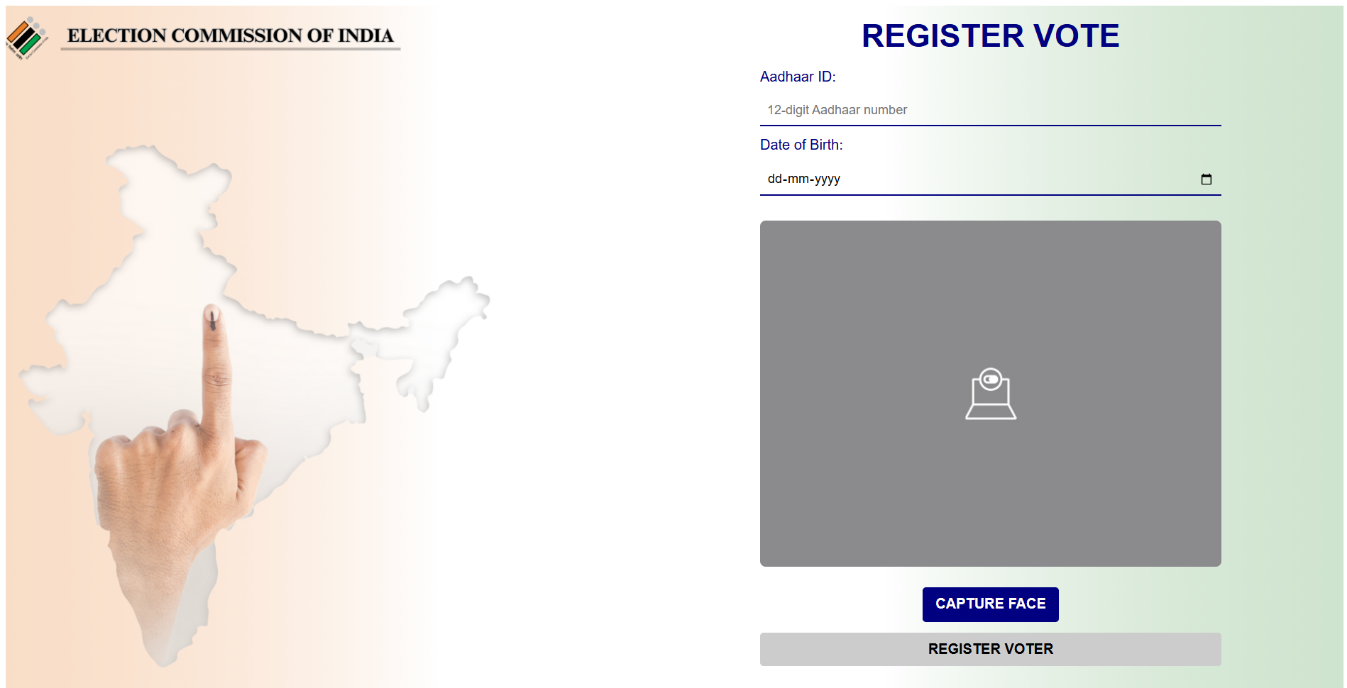 ELECTION COMMISSION OF INDIA
REGISTER VOTE
Aadhaar ID:
12-digit Aadhaar number
Date of Birth:
dd-mm-yyyy
CAPTURE FACE
REGISTER VOTER